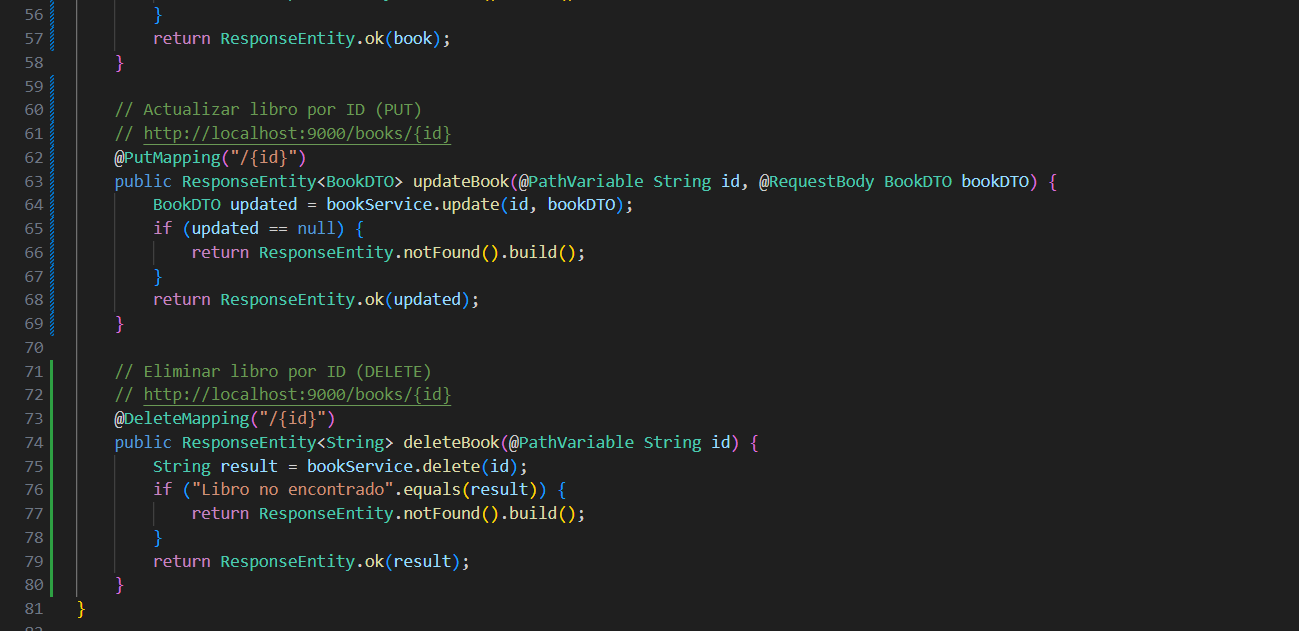 56 }
57 return ResponseEntity.ok(book);
58 }
59
60 // Actualizar libro por ID (PUT)
61 // http://localhost:9000/books/{id}
62 @PutMapping("/{id}")
63 public ResponseEntity<BookDTO> updateBook(@PathVariable String id, @RequestBody BookDTO bookDTO) {
64 BookDTO updated = bookService.update(id, bookDTO);
65 if (updated == null) {
66 return ResponseEntity.notFound().build();
67 }
68 return ResponseEntity.ok(updated);
69 }
70
71 // Eliminar libro por ID (DELETE)
72 // http://localhost:9000/books/{id}
73 @DeleteMapping("/{id}")
74 public ResponseEntity<String> deleteBook(@PathVariable String id) {
75 String result = bookService.delete(id);
76 if ("Libro no encontrado".equals(result)) {
77 return ResponseEntity.notFound().build();
78 }
79 return ResponseEntity.ok(result);
80 }
81 }